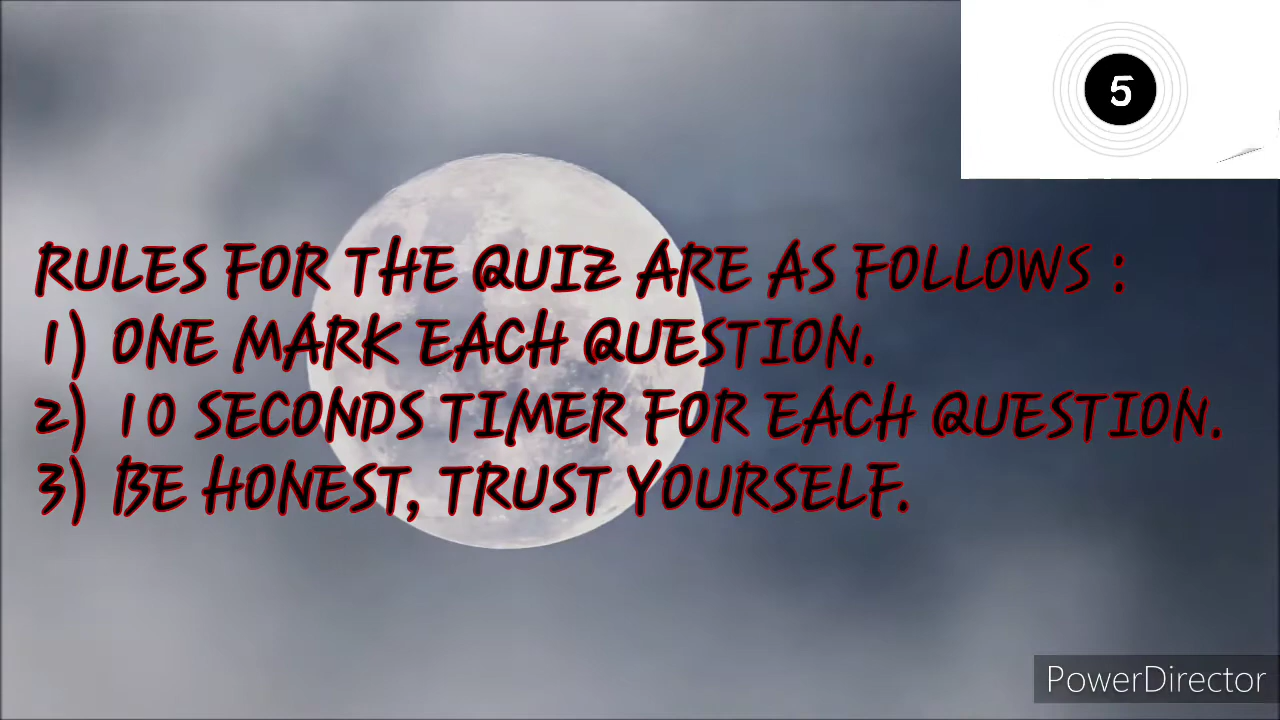 5
RULES FOR THE QUIZ ARE AS FOLLOWS :
1) ONE MARK EACH QUESTION.
2) 10 SECONDS TIMER FOR EACH QUESTION.
3) BE HONEST, TRUST YOURSELF.
PowerDirector